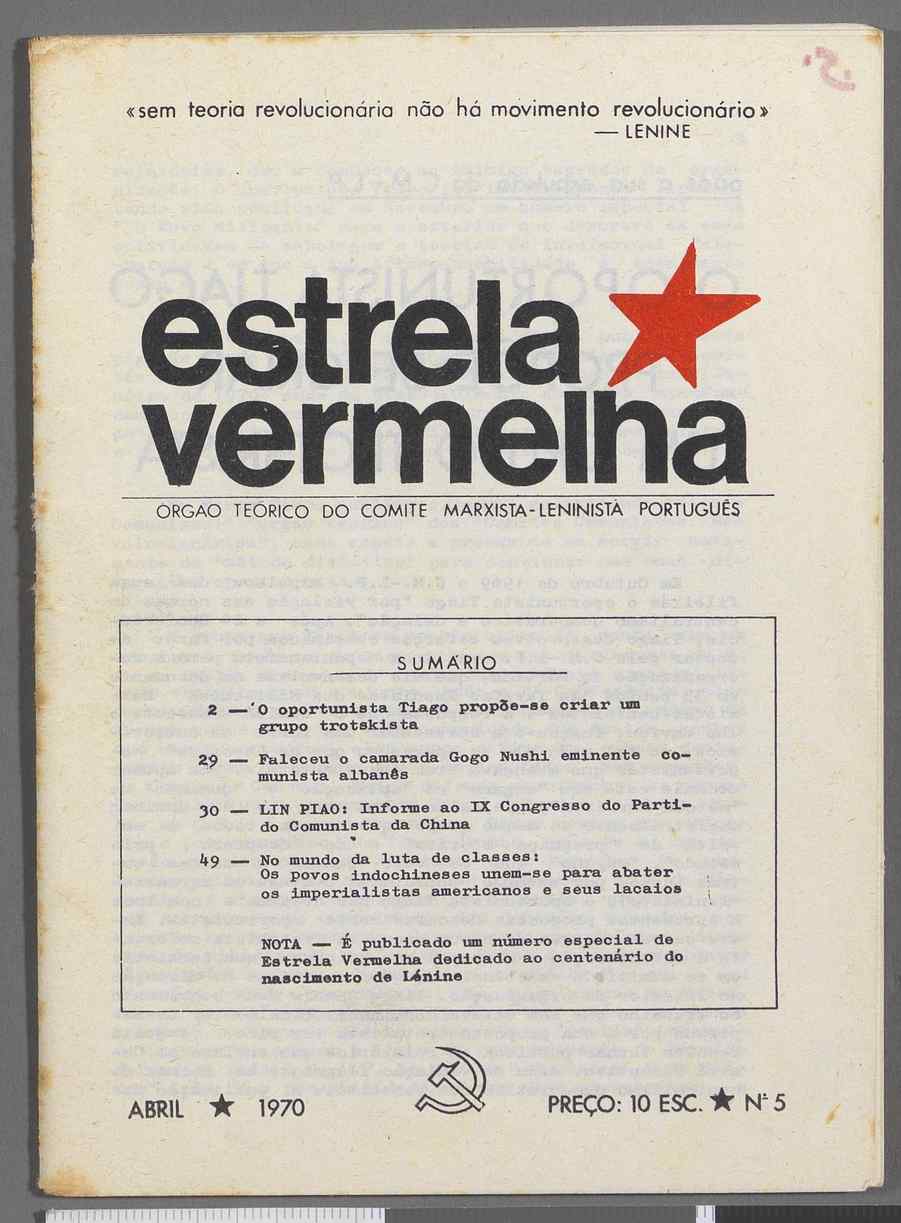 «sem teoria revolucionária não há movimento revolucionário»
— LENINE
estrela
vermelha
ÓRGAO TEÓRICO DO COMITE MARXISTA-LENINISTA PORTUGUÊS
SUMÁRIO
2 — O oportunista Tiago propõe-se criar um
grupo trotskista
29 — Faleceu o camarada Gogo Nushi eminente co-
munista albanês
30 — LIN PIAO: Informe ao IX Congresso do Parti-
do Comunista da China
49 — No mundo da luta de classes:
Os povos indochineses unem-se para abater
os imperialistas americanos e seus lacaios
NOTA — É publicado um número especial de
Estrela Vermelha dedicado ao centenário do
nascimento de Lénine
ABRIL ★ 1970
PREÇO: 10 ESC. ★ Nº 5